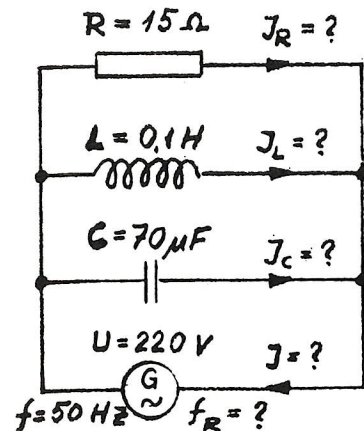 R = 15 Ω   J_R = ?
L = 0,1 H   J_L = ?
C = 70 μF   J_C = ?
U = 220 V   J = ?
G
~
f = 50 Hz   f_R = ?